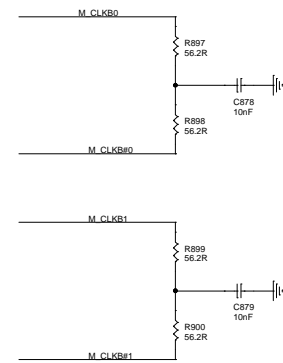 M_CLKB0
R897
56.2R
C878
10nF
R898
56.2R
M_CLKB#0
M_CLKB1
R899
56.2R
C879
10nF
R900
56.2R
M_CLKB#1